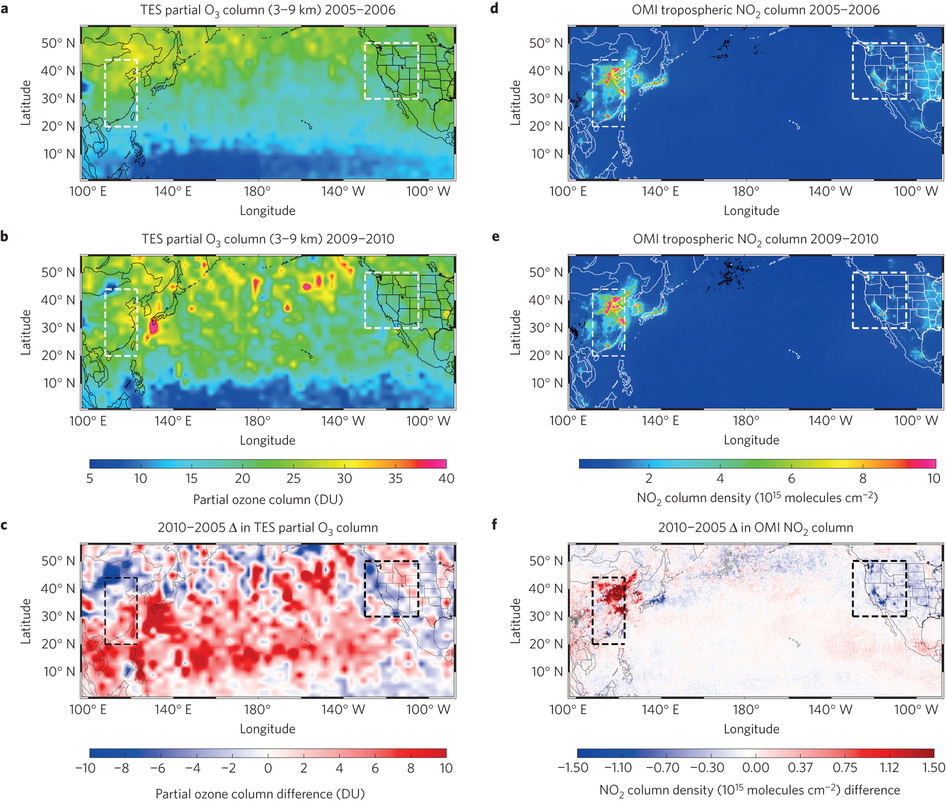 a
TES partial O₃ column (3–9 km) 2005–2006
50° N
40° N
30° N
20° N
10° N
Latitude
100° E
140° E
180°
140° W
100° W
Longitude
b
TES partial O₃ column (3–9 km) 2009–2010
50° N
40° N
30° N
20° N
10° N
Latitude
100° E
140° E
180°
140° W
100° W
Longitude
5 10 15 20 25 30 35 40
Partial ozone column (DU)
c
2010–2005 Δ in TES partial O₃ column
50° N
40° N
30° N
20° N
10° N
Latitude
100° E
140° E
180°
140° W
100° W
Longitude
−10 −8 −6 −4 −2 0 2 4 6 8 10
Partial ozone column difference (DU)
d
OMI tropospheric NO₂ column 2005–2006
50° N
40° N
30° N
20° N
10° N
Latitude
100° E
140° E
180°
140° W
100° W
Longitude
e
OMI tropospheric NO₂ column 2009–2010
50° N
40° N
30° N
20° N
10° N
Latitude
100° E
140° E
180°
140° W
100° W
Longitude
2 4 6 8 10
NO₂ column density (10¹⁵ molecules cm⁻²)
f
2010–2005 Δ in OMI NO₂ column
50° N
40° N
30° N
20° N
10° N
Latitude
100° E
140° E
180°
140° W
100° W
Longitude
−1.50 −1.10 −0.70 −0.30 0.00 0.37 0.75 1.12 1.50
NO₂ column density (10¹⁵ molecules cm⁻²) difference